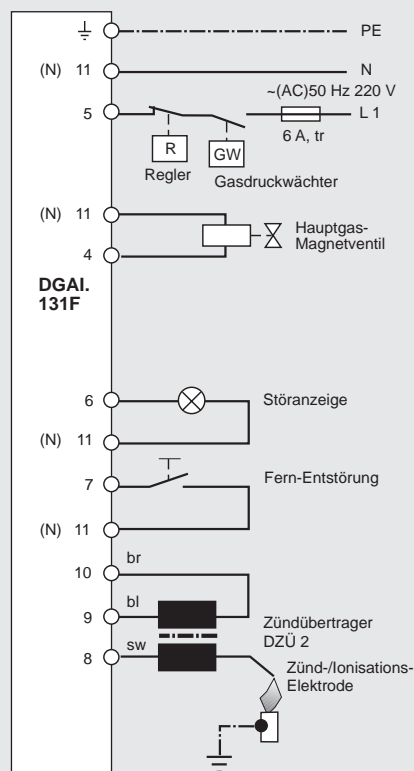 PE
(N) 11 N
~(AC)50 Hz 220 V
5 L 1
6 A, tr
R
GW
Regler
Gasdruckwächter
(N) 11
Hauptgas-
Magnetventil
4
DGAI.
131F
6 Störanzeige
(N) 11
7 Fern-Entstörung
(N) 11
br
10
bl
9
Zündübertrager
DZÜ 2
sw
8
Zünd-/Ionisations-
Elektrode